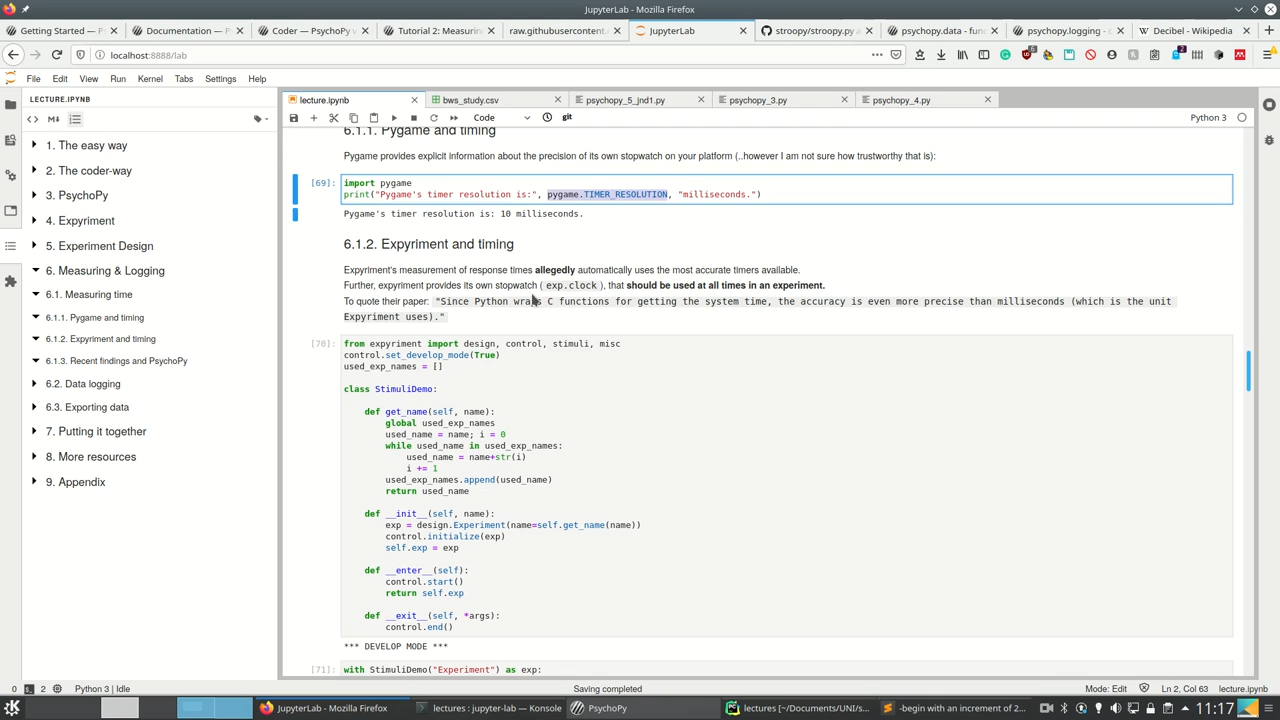 JupyterLab - Mozilla Firefox
Getting Started — P
Documentation — Ps
Coder — PsychoPy v
Tutorial 2: Measurin
raw.githubusercontent.
JupyterLab
stroopy/stroopy.py a
psychopy.data - func
psychopy.logging - c
Decibel - Wikipedia
localhost:8888/lab
File Edit View Run Kernel Tabs Settings Help
LECTURE.IPYNB
lecture.ipynb
bws_study.csv
psychopy_5_jnd1.py
psychopy_3.py
psychopy_4.py
Code
git
Python 3
1. The easy way
2. The coder-way
3. PsychoPy
4. Expyriment
5. Experiment Design
6. Measuring & Logging
6.1. Measuring time
6.1.1. Pygame and timing
6.1.2. Expyriment and timing
6.1.3. Recent findings and PsychoPy
6.2. Data logging
6.3. Exporting data
7. Putting it together
8. More resources
9. Appendix
6.1.1. Pygame and timing
Pygame provides explicit information about the precision of its own stopwatch on your platform (..however I am not sure how trustworthy that is):
[69]:
import pygame
print("Pygame's timer resolution is:", pygame.TIMER_RESOLUTION, "milliseconds.")
Pygame's timer resolution is: 10 milliseconds.
6.1.2. Expyriment and timing
Expyriment's measurement of response times allegedly automatically uses the most accurate timers available.
Further, expyriment provides its own stopwatch ( exp.clock ), that should be used at all times in an experiment.
To quote their paper: "Since Python wraps C functions for getting the system time, the accuracy is even more precise than milliseconds (which is the unit
Expyriment uses)."
[70]:
from expyriment import design, control, stimuli, misc
control.set_develop_mode(True)
used_exp_names = []
class StimuliDemo:
def get_name(self, name):
global used_exp_names
used_name = name; i = 0
while used_name in used_exp_names:
used_name = name+str(i)
i += 1
used_exp_names.append(used_name)
return used_name
def __init__(self, name):
exp = design.Experiment(name=self.get_name(name))
control.initialize(exp)
self.exp = exp
def __enter__(self):
control.start()
return self.exp
def __exit__(self, *args):
control.end()
*** DEVELOP MODE ***
[71]:
with StimuliDemo("Experiment") as exp:
0 2 Python 3 | Idle
Saving completed
Mode: Edit
Ln 2, Col 63
lecture.ipynb
JupyterLab - Mozilla Firefox
lectures : jupyter-lab — Konsole
PsychoPy
lectures [~/Documents/UNI/s...
-begin with an increment of 2...
11:17